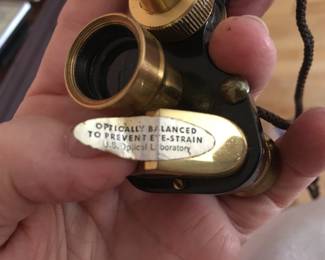 OPTICALLY BALANCED
TO PREVENT EYE-STRAIN
U.S. Optical Laboratory